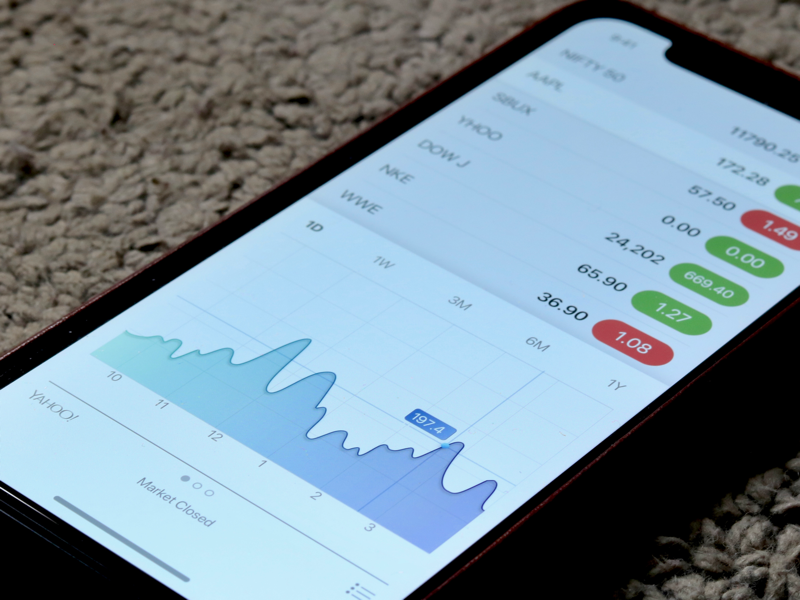 9:41
NIFTY 50 11790.25
AAPL 172.28
SBUX 57.50 1.49
YHOO 0.00 0.00
DOW J 24,202 669.40
NKE 65.90 1.27
WWE 36.90 1.08
1D 1W 3M 6M 1Y
197.4
10 11 12 1 2 3
YAHOO!
Market Closed